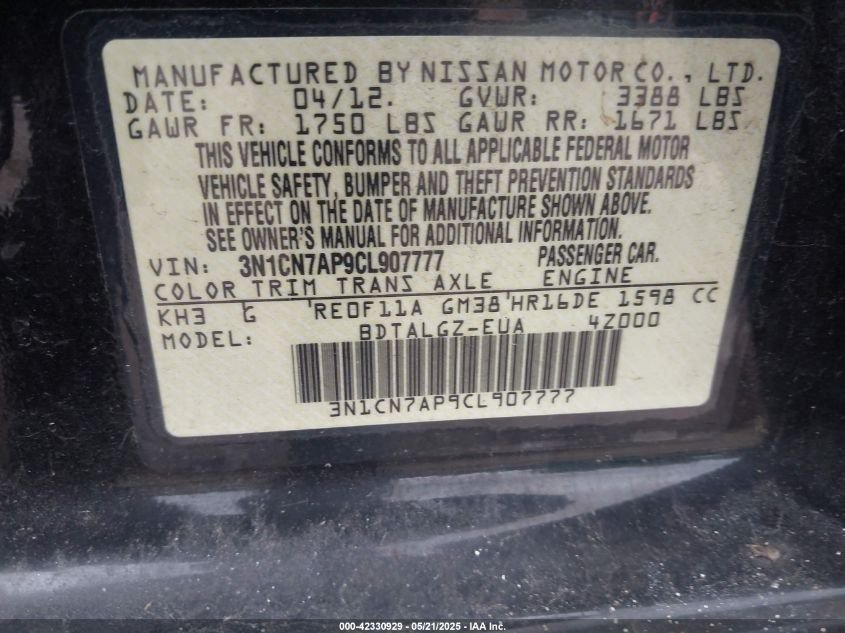 MANUFACTURED BY NISSAN MOTOR CO., LTD.
DATE: 04/12. GVWR: 3388 LBS
GAWR FR: 1750 LBS GAWR RR: 1671 LBS
THIS VEHICLE CONFORMS TO ALL APPLICABLE FEDERAL MOTOR
VEHICLE SAFETY, BUMPER AND THEFT PREVENTION STANDARDS
IN EFFECT ON THE DATE OF MANUFACTURE SHOWN ABOVE.
SEE OWNER'S MANUAL FOR ADDITIONAL INFORMATION.
VIN: 3N1CN7AP9CL907777 PASSENGER CAR.
COLOR TRIM TRANS AXLE ENGINE
KH3 G 'RE0F11A GM38'HR16DE 1598 CC
MODEL: BDTALGZ-EUA 4Z000
3N1CN7AP9CL907777
000-42330929 - 05/21/2025 - IAA Inc.